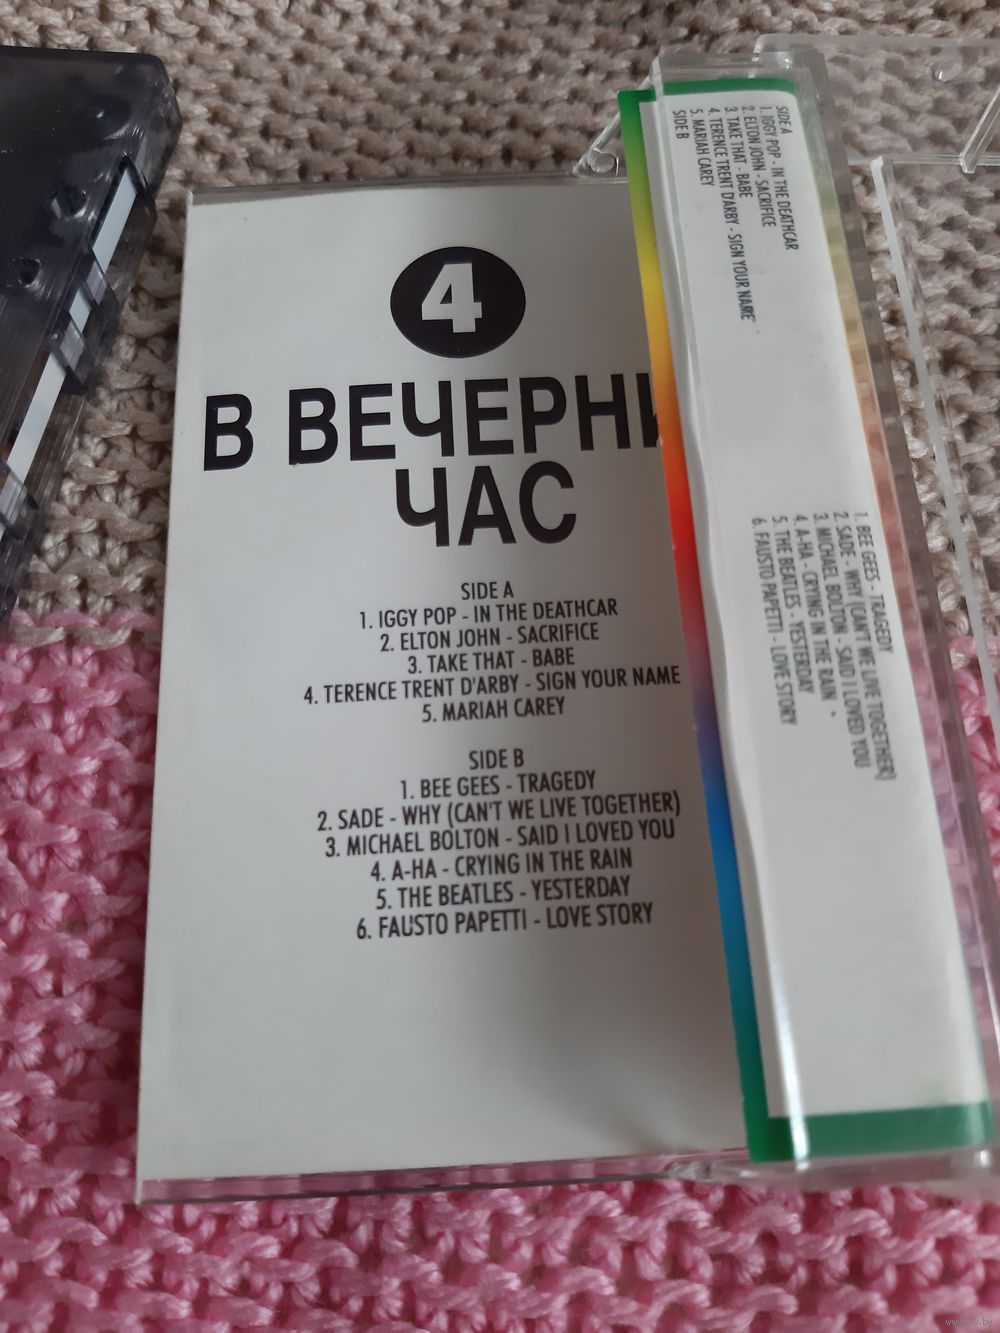 4
В ВЕЧЕРНИ
ЧАС
SIDE A
1. IGGY POP - IN THE DEATHCAR
2. ELTON JOHN - SACRIFICE
3. TAKE THAT - BABE
4. TERENCE TRENT D'ARBY - SIGN YOUR NAME
5. MARIAH CAREY
SIDE B
1. BEE GEES - TRAGEDY
2. SADE - WHY (CAN'T WE LIVE TOGETHER)
3. MICHAEL BOLTON - SAID I LOVED YOU
4. A-HA - CRYING IN THE RAIN
5. THE BEATLES - YESTERDAY
6. FAUSTO PAPETTI - LOVE STORY
SIDE A
1. IGGY POP - IN THE DEATHCAR
2. ELTON JOHN - SACRIFICE
3. TAKE THAT - BABE
4. TERENCE TRENT D'ARBY - SIGN YOUR NAME
5. MARIAH CAREY
SIDE B
1. BEE GEES - TRAGEDY
2. SADE - WHY (CAN'T WE LIVE TOGETHER)
3. MICHAEL BOLTON - SAID I LOVED YOU
4. A-HA - CRYING IN THE RAIN
5. THE BEATLES - YESTERDAY
6. FAUSTO PAPETTI - LOVE STORY